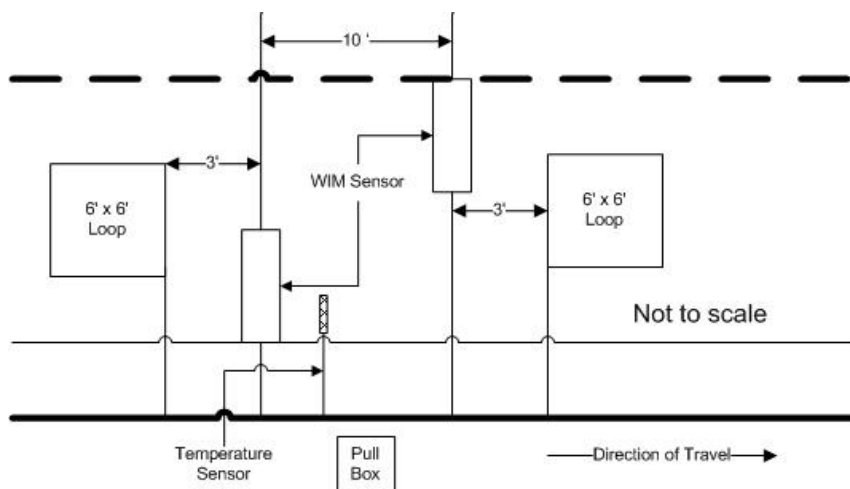 10 '
3'
WIM Sensor
6' x 6'
Loop
3'
6' x 6'
Loop
Not to scale
Temperature
Sensor
Pull
Box
Direction of Travel